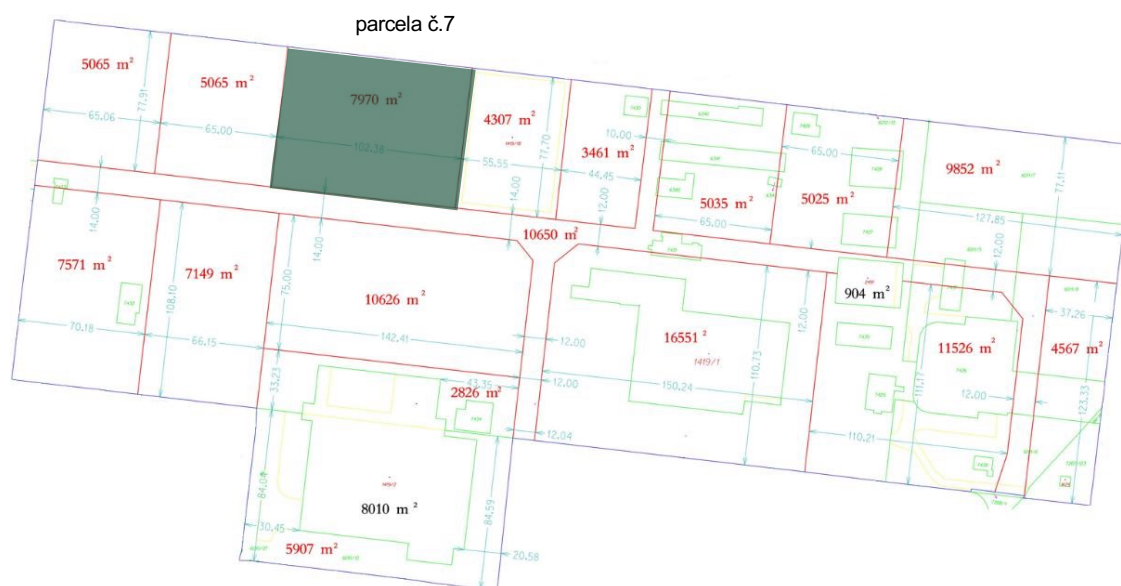 parcela č.7
5065 m²
5065 m²
7970 m²
4307 m²
3461 m²
5035 m²
5025 m²
9852 m²
77.91
65.06
65.00
102.38
55.55
77.70
44.45
10.00
65.00
65.00
127.85
77.11
14.00
14.00
14.00
12.00
12.00
10650 m²
7571 m²
7149 m²
10626 m²
16551 ²
904 m²
11526 m²
4567 m²
108.10
75.00
70.18
66.15
142.41
12.00
12.00
110.73
12.00
150.24
1419/1
111.17
37.26
12.00
123.33
110.21
33.23
43.35
2826 m²
12.04
84.04
8010 m²
84.59
30.45
20.58
5907 m²